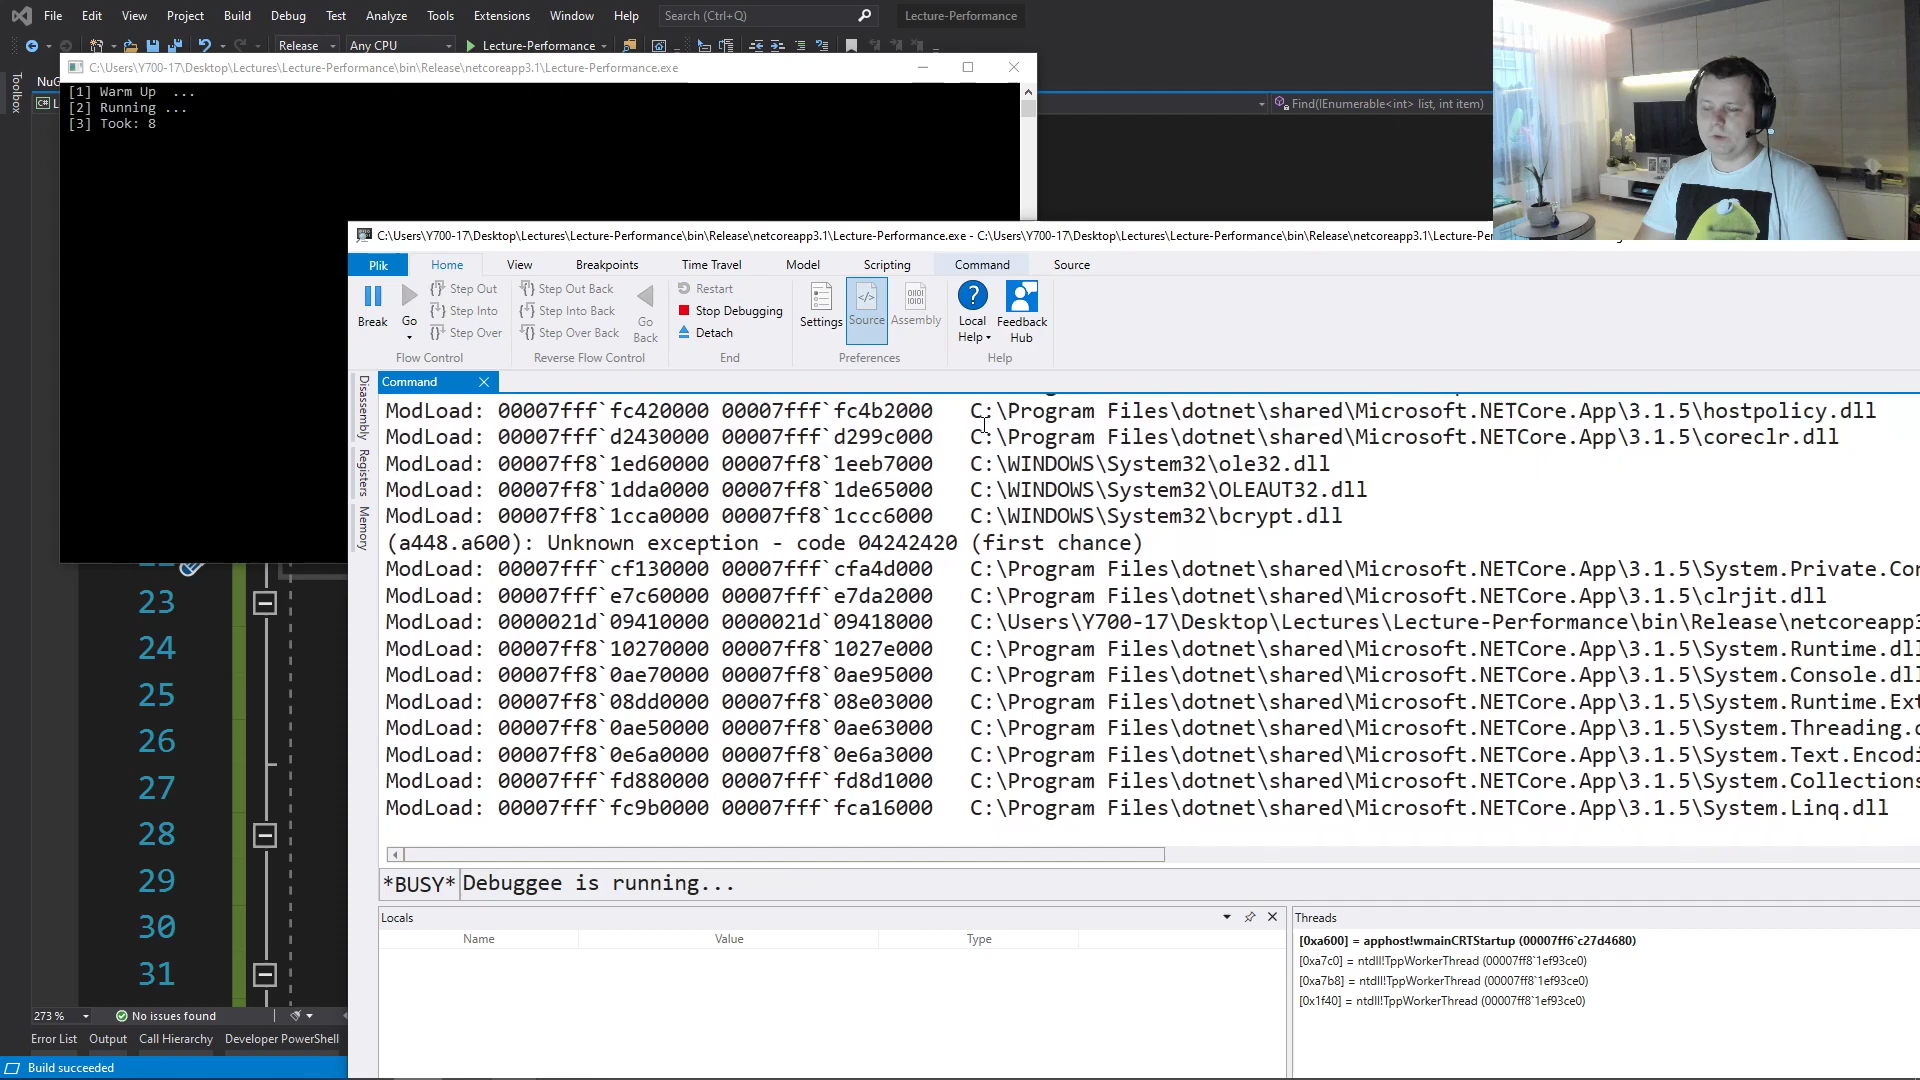 File Edit View Project Build Debug Test Analyze Tools Extensions Window Help Search (Ctrl+Q) Lecture-Performance
Release Any CPU Lecture-Performance
Toolbox
NuG
C# L
Find(IEnumerable<int> list, int item)
C:\Users\Y700-17\Desktop\Lectures\Lecture-Performance\bin\Release\netcoreapp3.1\Lecture-Performance.exe
[1] Warm Up ...
[2] Running ...
[3] Took: 8
C:\Users\Y700-17\Desktop\Lectures\Lecture-Performance\bin\Release\netcoreapp3.1\Lecture-Performance.exe - C:\Users\Y700-17\Desktop\Lectures\Lecture-Performance\bin\Release\netcoreapp3.1\Lecture-Pe
Plik Home View Breakpoints Time Travel Model Scripting Command Source
Break
Go
Step Out
Step Into
Step Over
Flow Control
Step Out Back
Step Into Back
Step Over Back
Go Back
Reverse Flow Control
Restart
Stop Debugging
Detach
End
Settings
Source
Assembly
Preferences
Local Help
Feedback Hub
Help
Command
Disassembly
Registers
Memory
ModLoad: 00007fff`fc420000 00007fff`fc4b2000 C:\Program Files\dotnet\shared\Microsoft.NETCore.App\3.1.5\hostpolicy.dll
ModLoad: 00007fff`d2430000 00007fff`d299c000 C:\Program Files\dotnet\shared\Microsoft.NETCore.App\3.1.5\coreclr.dll
ModLoad: 00007ff8`1ed60000 00007ff8`1eeb7000 C:\WINDOWS\System32\ole32.dll
ModLoad: 00007ff8`1dda0000 00007ff8`1de65000 C:\WINDOWS\System32\OLEAUT32.dll
ModLoad: 00007ff8`1cca0000 00007ff8`1ccc6000 C:\WINDOWS\System32\bcrypt.dll
(a448.a600): Unknown exception - code 04242420 (first chance)
ModLoad: 00007fff`cf130000 00007fff`cfa4d000 C:\Program Files\dotnet\shared\Microsoft.NETCore.App\3.1.5\System.Private.Co
ModLoad: 00007fff`e7c60000 00007fff`e7da2000 C:\Program Files\dotnet\shared\Microsoft.NETCore.App\3.1.5\clrjit.dll
ModLoad: 0000021d`09410000 0000021d`09418000 C:\Users\Y700-17\Desktop\Lectures\Lecture-Performance\bin\Release\netcoreapp3
ModLoad: 00007ff8`10270000 00007ff8`1027e000 C:\Program Files\dotnet\shared\Microsoft.NETCore.App\3.1.5\System.Runtime.dll
ModLoad: 00007ff8`0ae70000 00007ff8`0ae95000 C:\Program Files\dotnet\shared\Microsoft.NETCore.App\3.1.5\System.Console.dll
ModLoad: 00007ff8`08dd0000 00007ff8`08e03000 C:\Program Files\dotnet\shared\Microsoft.NETCore.App\3.1.5\System.Runtime.Ext
ModLoad: 00007ff8`0ae50000 00007ff8`0ae63000 C:\Program Files\dotnet\shared\Microsoft.NETCore.App\3.1.5\System.Threading.d
ModLoad: 00007ff8`0e6a0000 00007ff8`0e6a3000 C:\Program Files\dotnet\shared\Microsoft.NETCore.App\3.1.5\System.Text.Encodi
ModLoad: 00007fff`fd880000 00007fff`fd8d1000 C:\Program Files\dotnet\shared\Microsoft.NETCore.App\3.1.5\System.Collections
ModLoad: 00007fff`fc9b0000 00007fff`fca16000 C:\Program Files\dotnet\shared\Microsoft.NETCore.App\3.1.5\System.Linq.dll
*BUSY* Debuggee is running...
Locals
Name Value Type
Threads
[0xa600] = apphost!wmainCRTStartup (00007ff6`c27d4680)
[0xa7c0] = ntdll!TppWorkerThread (00007ff8`1ef93ce0)
[0xa7b8] = ntdll!TppWorkerThread (00007ff8`1ef93ce0)
[0x1f40] = ntdll!TppWorkerThread (00007ff8`1ef93ce0)
23
24
25
26
27
28
29
30
31
273 % No issues found
Error List Output Call Hierarchy Developer PowerShell
Build succeeded